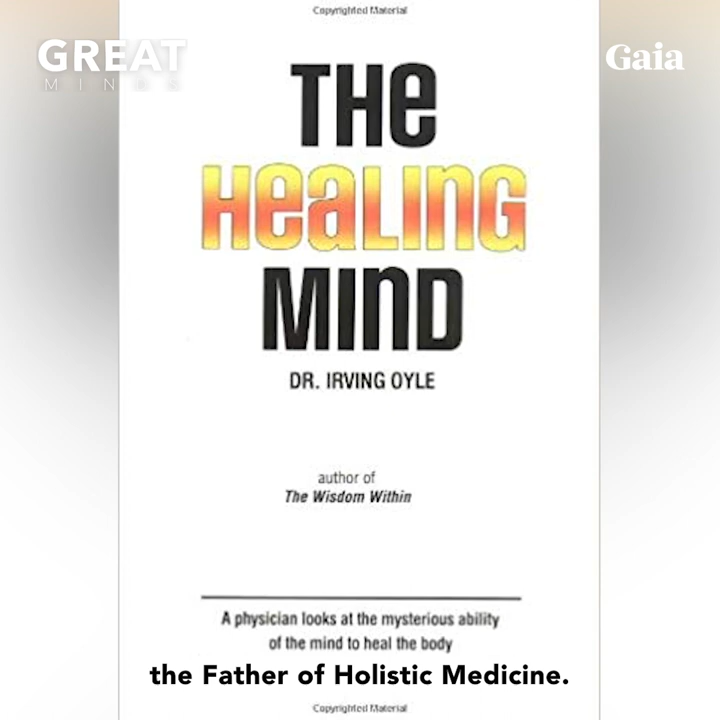 Copyrighted Material
GREAT
MINDS
Gaia
THe
HeaLInG
MInD
DR. IRVING OYLE
author of
The Wisdom Within
A physician looks at the mysterious ability
of the mind to heal the body
the Father of Holistic Medicine.
Copyrighted Material